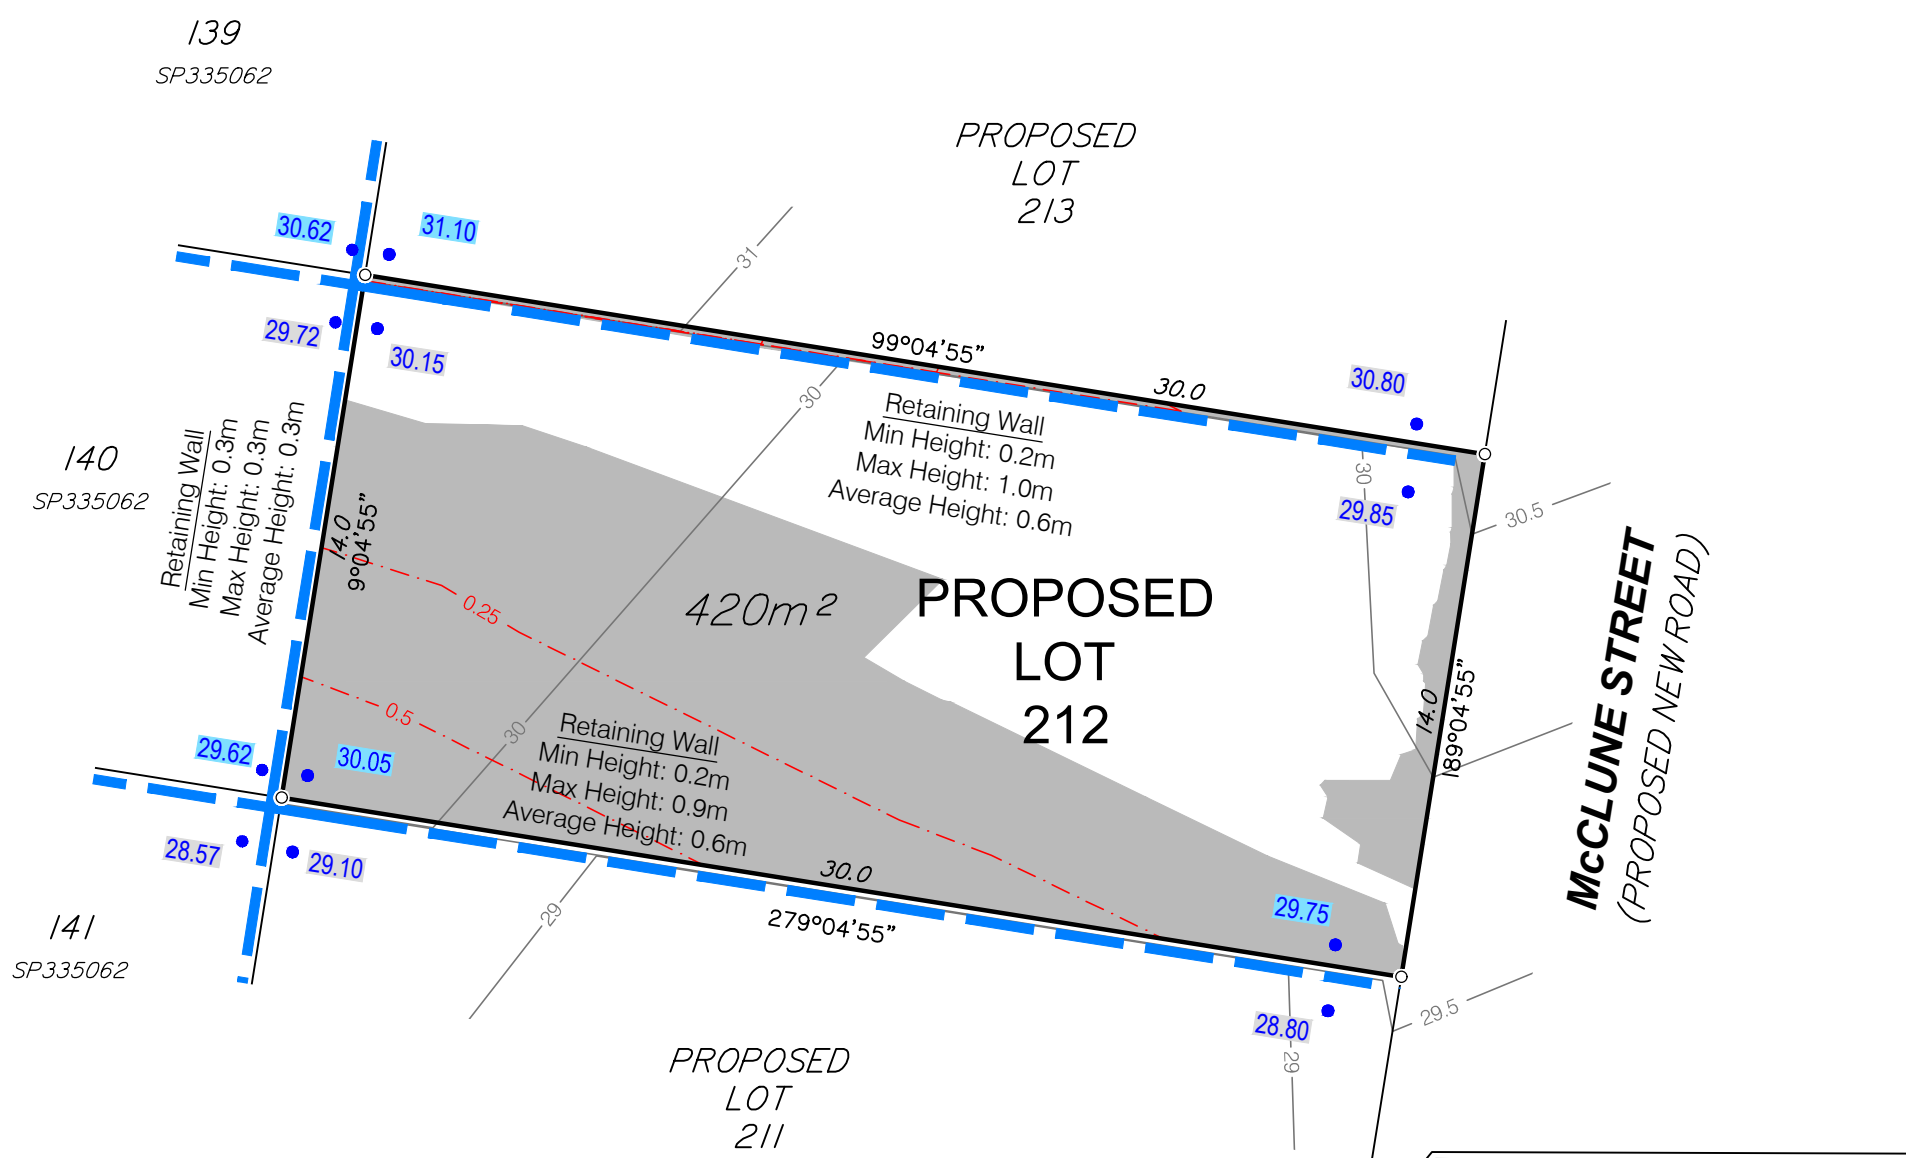 139
SP335062
PROPOSED
LOT
213
30.62
31.10
31
29.72
30.15
99°04'55"
30.0
30.80
30
Retaining Wall
Min Height: 0.2m
Max Height: 1.0m
Average Height: 0.6m
30
29.85
30.5
140
SP335062
Retaining Wall
Min Height: 0.3m
Max Height: 0.3m
Average Height: 0.3m
14.0
9°04'55"
0.25
420m²
PROPOSED
LOT
212
McCLUNE STREET
(PROPOSED NEW ROAD)
14.0
189°04'55"
0.5
30
Retaining Wall
Min Height: 0.2m
Max Height: 0.9m
Average Height: 0.6m
29.62
30.05
28.57
29.10
30.0
279°04'55"
29.75
29
141
SP335062
28.80
29.5
29
PROPOSED
LOT
211